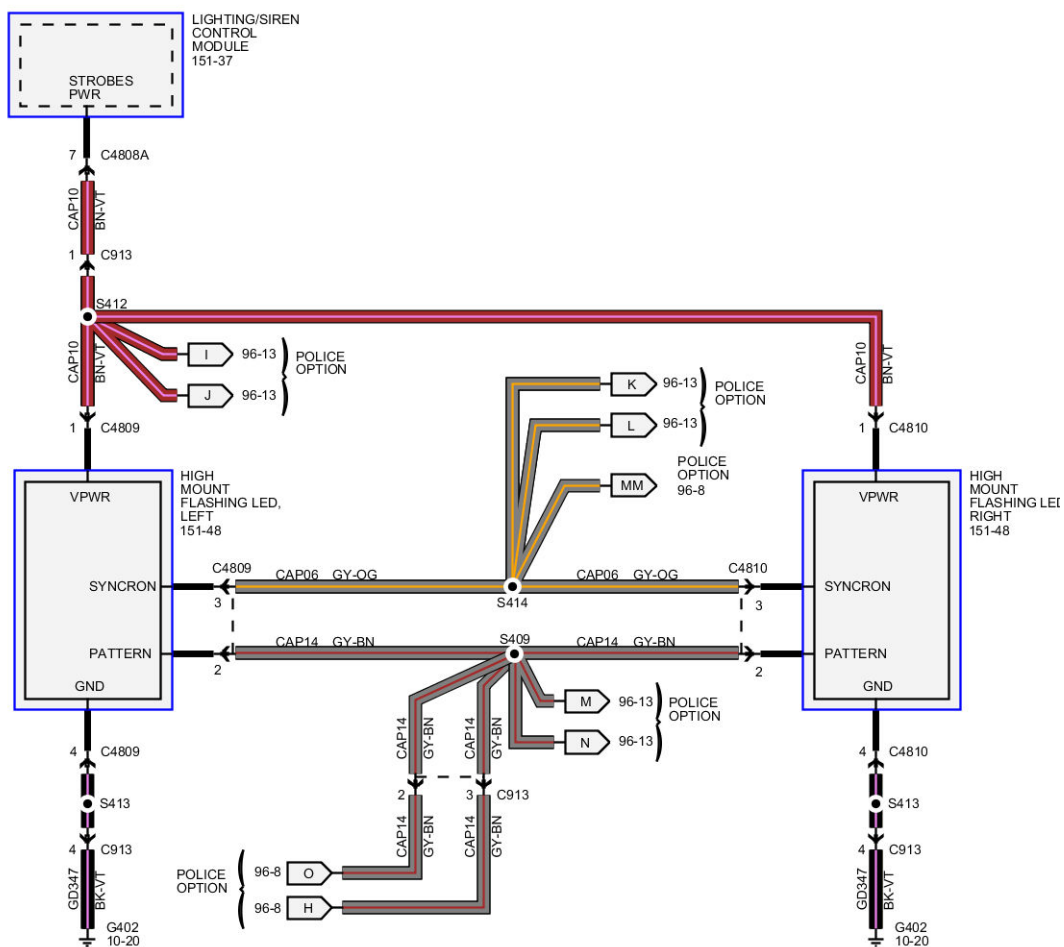 LIGHTING/SIREN
CONTROL
MODULE
151-37
STROBES
PWR
7 C4808A
CAP10
BN-VT
1 C913
S412
CAP10
BN-VT
I 96-13
J 96-13
POLICE
OPTION
1 C4809
K 96-13
L 96-13
POLICE
OPTION
MM
POLICE
OPTION
96-8
CAP10
BN-VT
1 C4810
HIGH
MOUNT
FLASHING LED,
LEFT
151-48
VPWR
SYNCRON
PATTERN
GND
C4809
3
CAP06 GY-OG
S414
CAP06 GY-OG
C4810
3
2
CAP14 GY-BN
S409
CAP14 GY-BN
2
HIGH
MOUNT
FLASHING LED
RIGHT
151-48
VPWR
SYNCRON
PATTERN
GND
M 96-13
N 96-13
POLICE
OPTION
CAP14
GY-BN
CAP14
GY-BN
2
3 C913
CAP14
GY-BN
CAP14
GY-BN
POLICE
OPTION
96-8 O
96-8 H
4 C4809
S413
4 C913
GD347
BK-VT
G402
10-20
4 C4810
S413
4 C913
GD347
BK-VT
G402
10-20